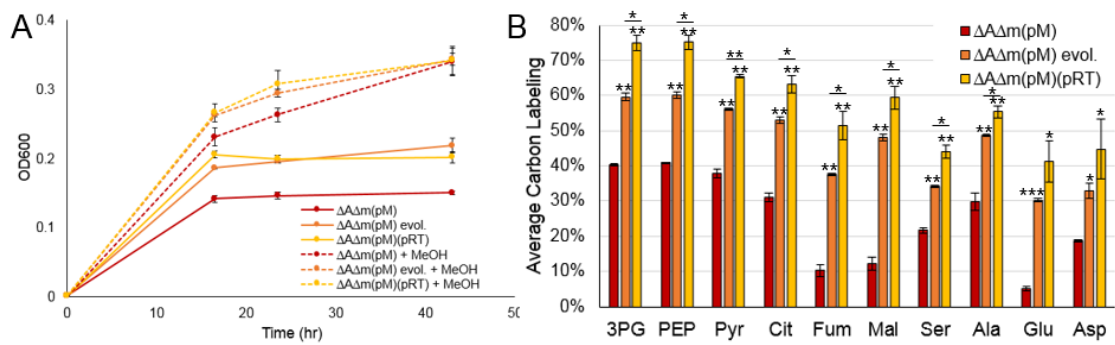 A
OD600
0.4
0.3
0.2
0.1
0
0
10
20
30
40
50
Time (hr)
ΔAΔm(pM)
ΔAΔm(pM) evol.
ΔAΔm(pM)(pRT)
ΔAΔm(pM) + MeOH
ΔAΔm(pM) evol. + MeOH
ΔAΔm(pM)(pRT) + MeOH
B
Average Carbon Labeling
80%
70%
60%
50%
40%
30%
20%
10%
0%
* * ** * * * * *
** ** ** ** ** ** ** ** * *
** ** ** ** ** ** ** ** *** *
ΔAΔm(pM)
ΔAΔm(pM) evol.
ΔAΔm(pM)(pRT)
3PG PEP Pyr Cit Fum Mal Ser Ala Glu Asp